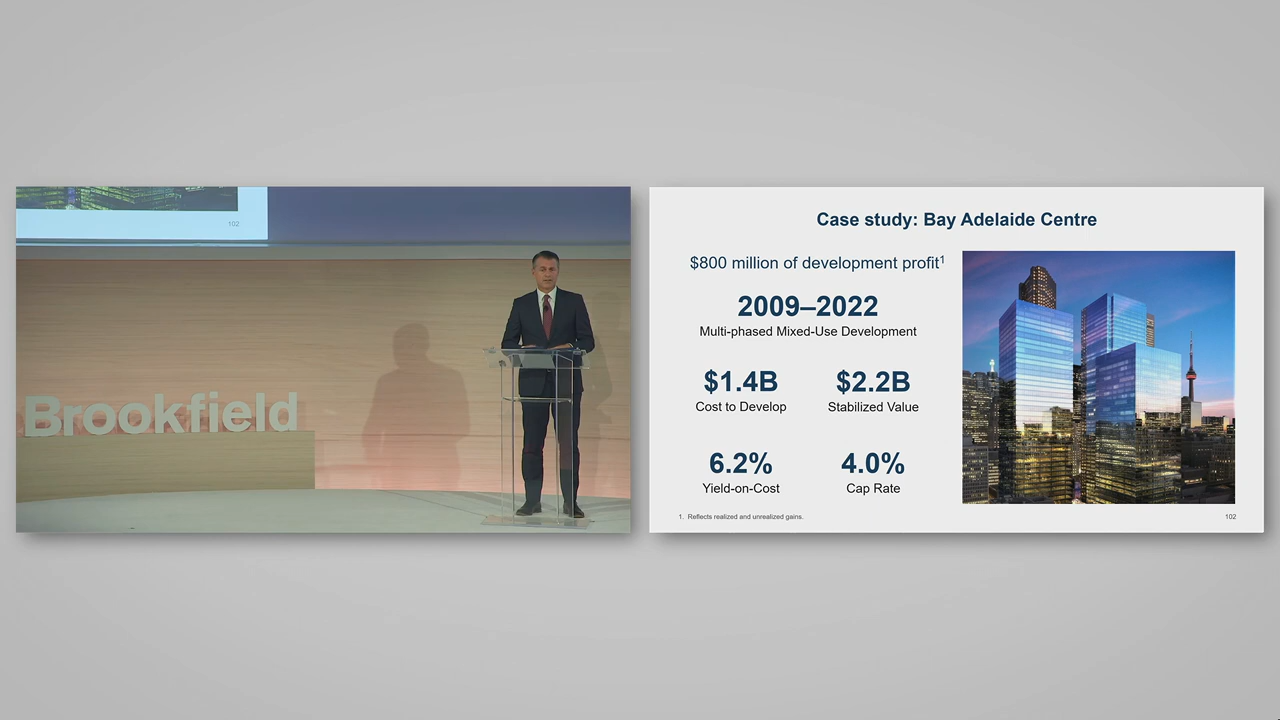 102
Brookfield
Case study: Bay Adelaide Centre
$800 million of development profit¹
2009–2022
Multi-phased Mixed-Use Development
$1.4B
Cost to Develop
$2.2B
Stabilized Value
6.2%
Yield-on-Cost
4.0%
Cap Rate
1. Reflects realized and unrealized gains.
102